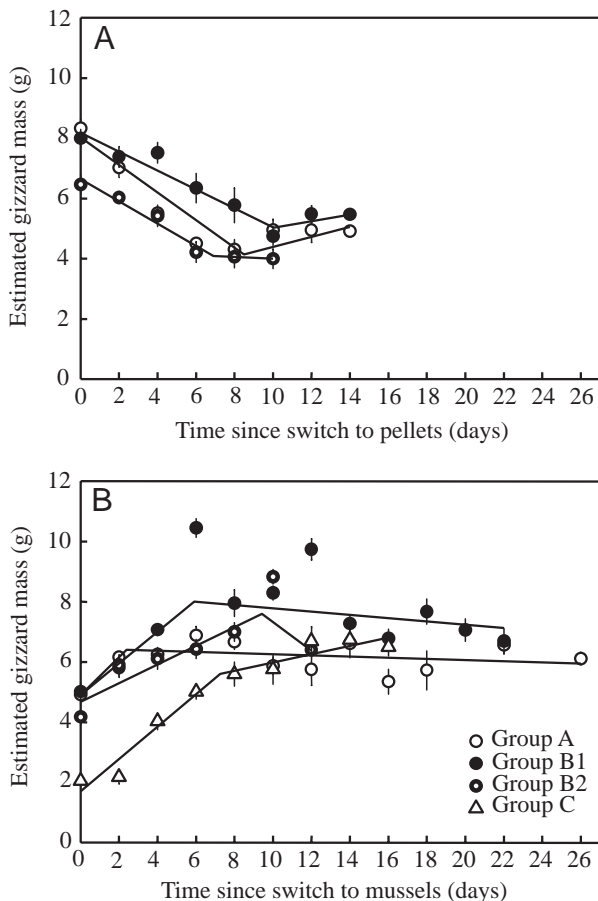 A
Estimated gizzard mass (g)
12
10
8
6
4
2
0
0 2 4 6 8 10 12 14 16 18 20 22 24 26
Time since switch to pellets (days)
B
Estimated gizzard mass (g)
12
10
8
6
4
2
0
Group A
Group B1
Group B2
Group C
0 2 4 6 8 10 12 14 16 18 20 22 24 26
Time since switch to mussels (days)